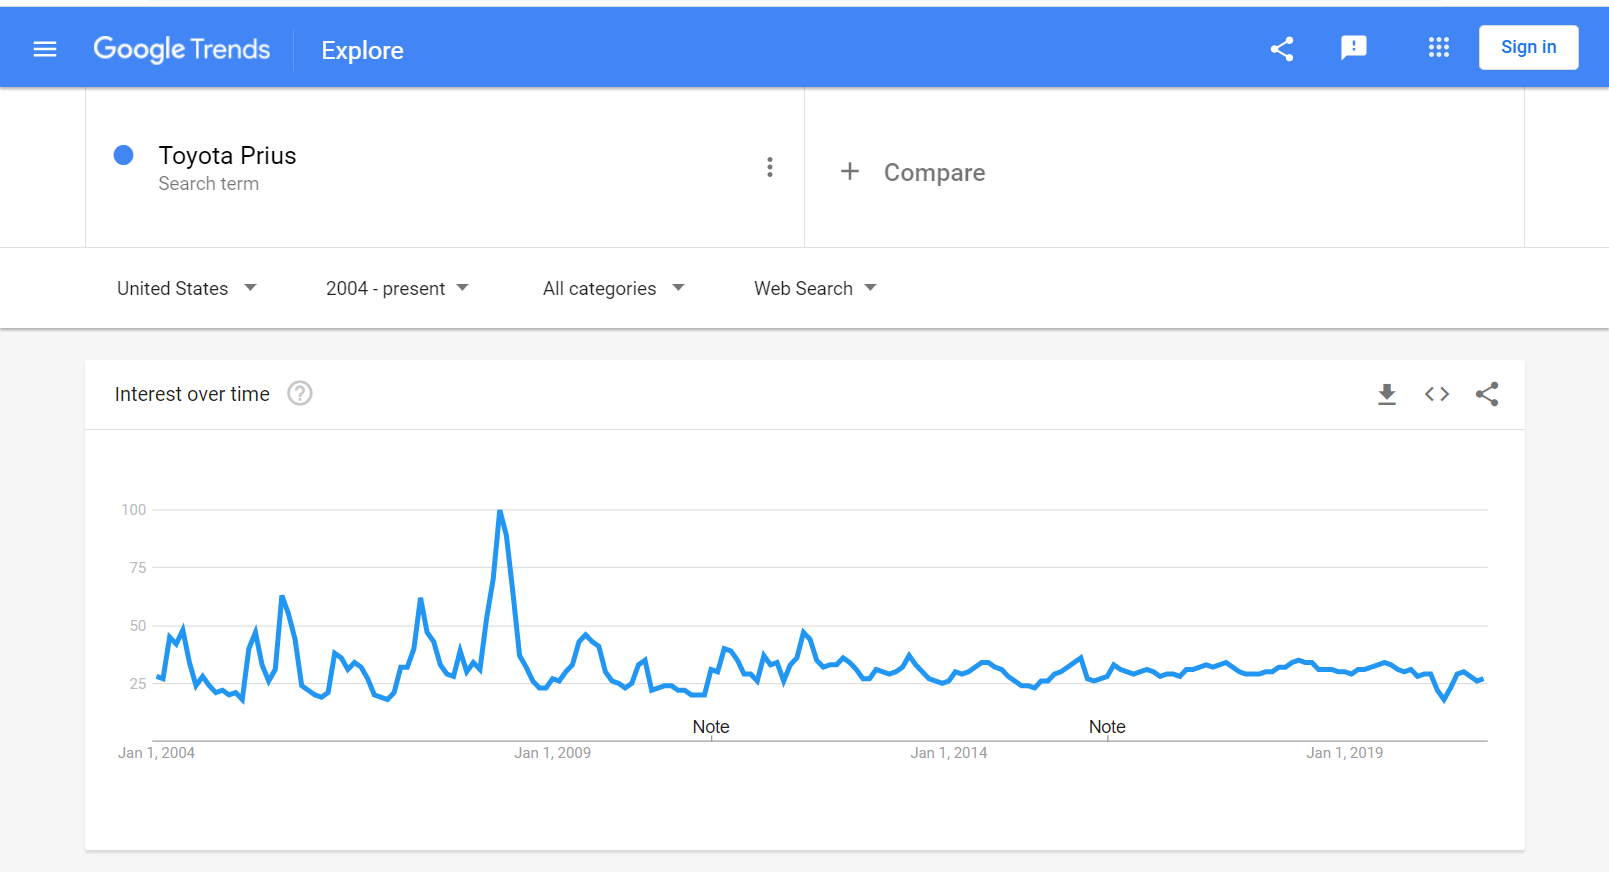 Google Trends Explore Sign in
Toyota Prius
Search term
+ Compare
United States 2004 - present All categories Web Search
Interest over time
100
75
50
25
Note Note
Jan 1, 2004 Jan 1, 2009 Jan 1, 2014 Jan 1, 2019